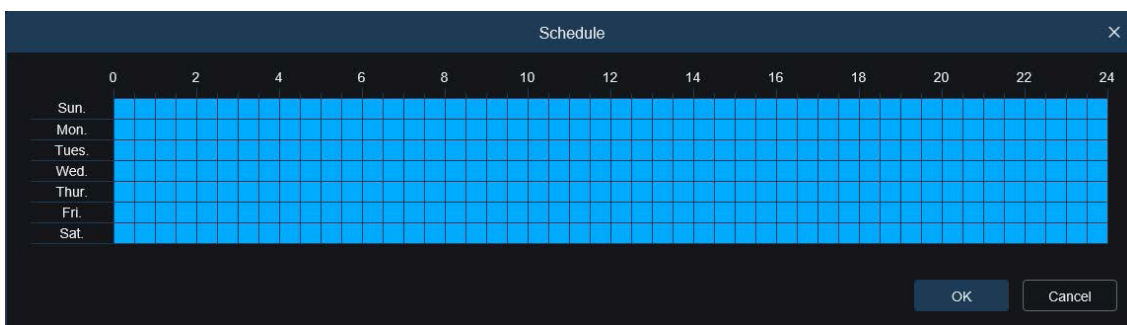 Schedule
0 2 4 6 8 10 12 14 16 18 20 22 24
Sun.
Mon.
Tues.
Wed.
Thur.
Fri.
Sat.
OK Cancel